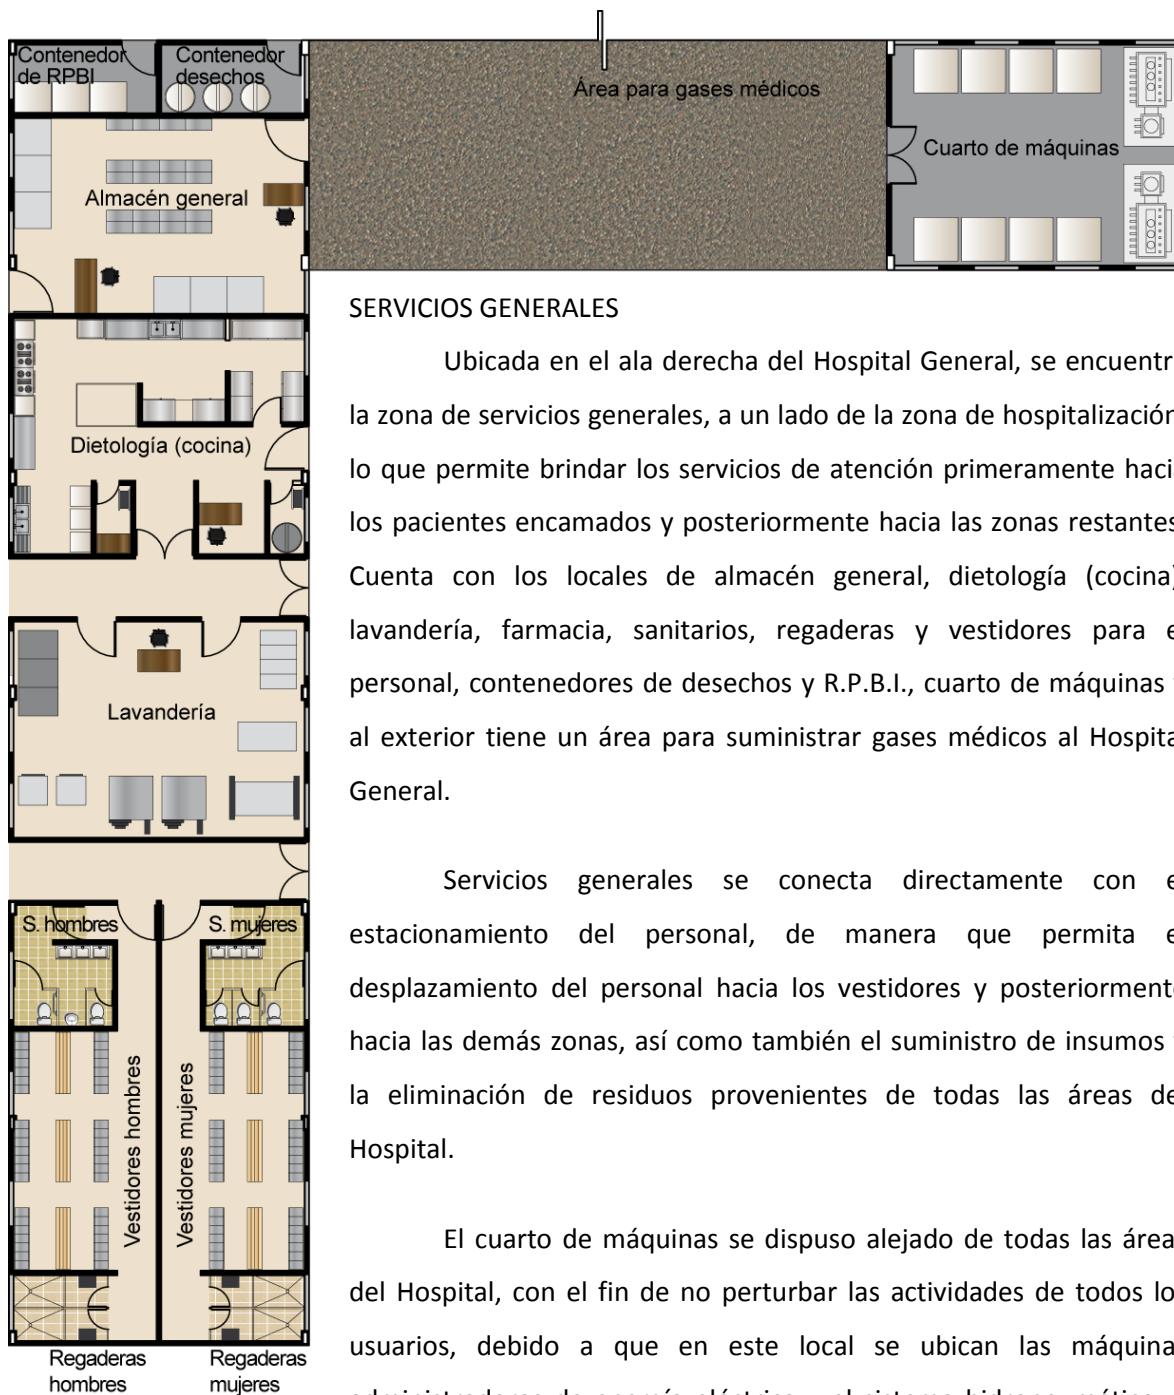 Contenedor
de RPBI
Contenedor
desechos
Área para gases médicos
Cuarto de máquinas
Almacén general
Dietología (cocina)
Lavandería
S. hombres
S. mujeres
Vestidores hombres
Vestidores mujeres
Regaderas
hombres
Regaderas
mujeres
SERVICIOS GENERALES
Ubicada en el ala derecha del Hospital General, se encuentr
la zona de servicios generales, a un lado de la zona de hospitalización
lo que permite brindar los servicios de atención primeramente haci
los pacientes encamados y posteriormente hacia las zonas restantes
Cuenta con los locales de almacén general, dietología (cocina)
lavandería, farmacia, sanitarios, regaderas y vestidores para e
personal, contenedores de desechos y R.P.B.I., cuarto de máquinas
al exterior tiene un área para suministrar gases médicos al Hospita
General.
Servicios generales se conecta directamente con e
estacionamiento del personal, de manera que permita e
desplazamiento del personal hacia los vestidores y posteriormente
hacia las demás zonas, así como también el suministro de insumos
la eliminación de residuos provenientes de todas las áreas de
Hospital.
El cuarto de máquinas se dispuso alejado de todas las área
del Hospital, con el fin de no perturbar las actividades de todos lo
usuarios, debido a que en este local se ubican las máquina
de energía eléctrica y el sistema